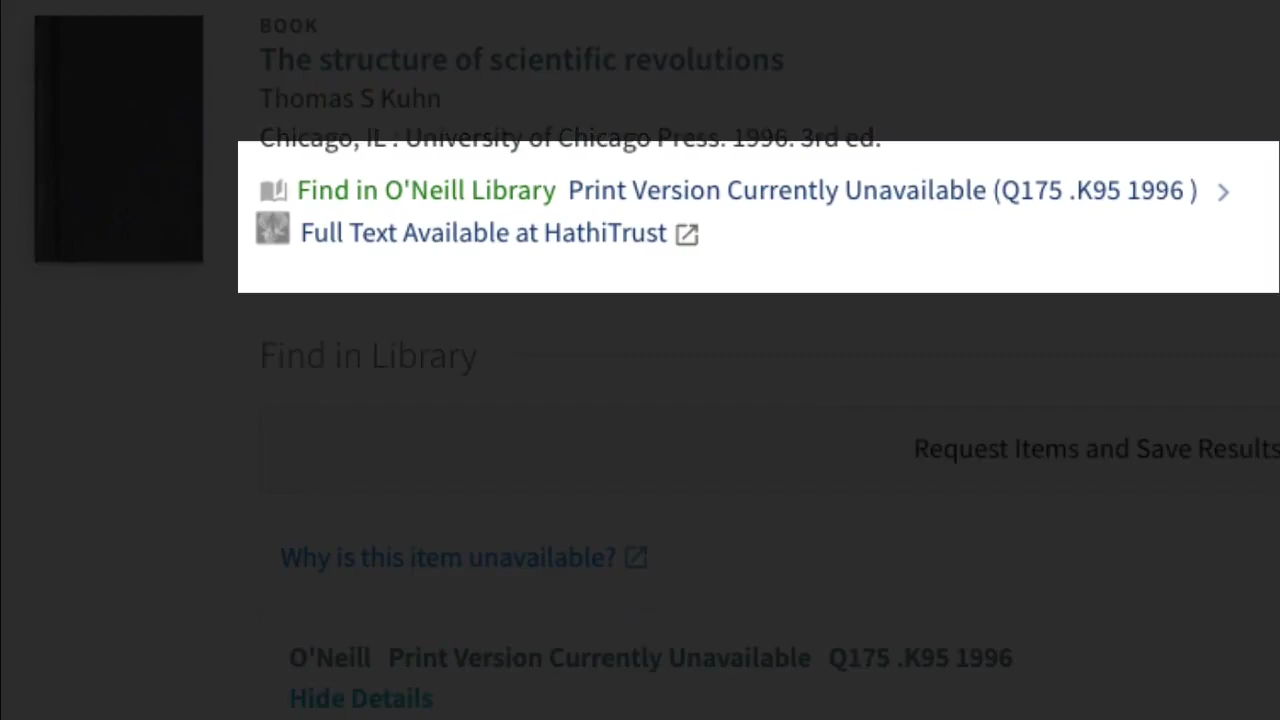 BOOK
The structure of scientific revolutions
Thomas S Kuhn
Chicago, IL : University of Chicago Press. 1996. 3rd ed.
Find in O'Neill Library Print Version Currently Unavailable (Q175 .K95 1996 )
Full Text Available at HathiTrust
Find in Library
Request Items and Save Results
Why is this item unavailable?
O'Neill Print Version Currently Unavailable Q175 .K95 1996
Hide Details